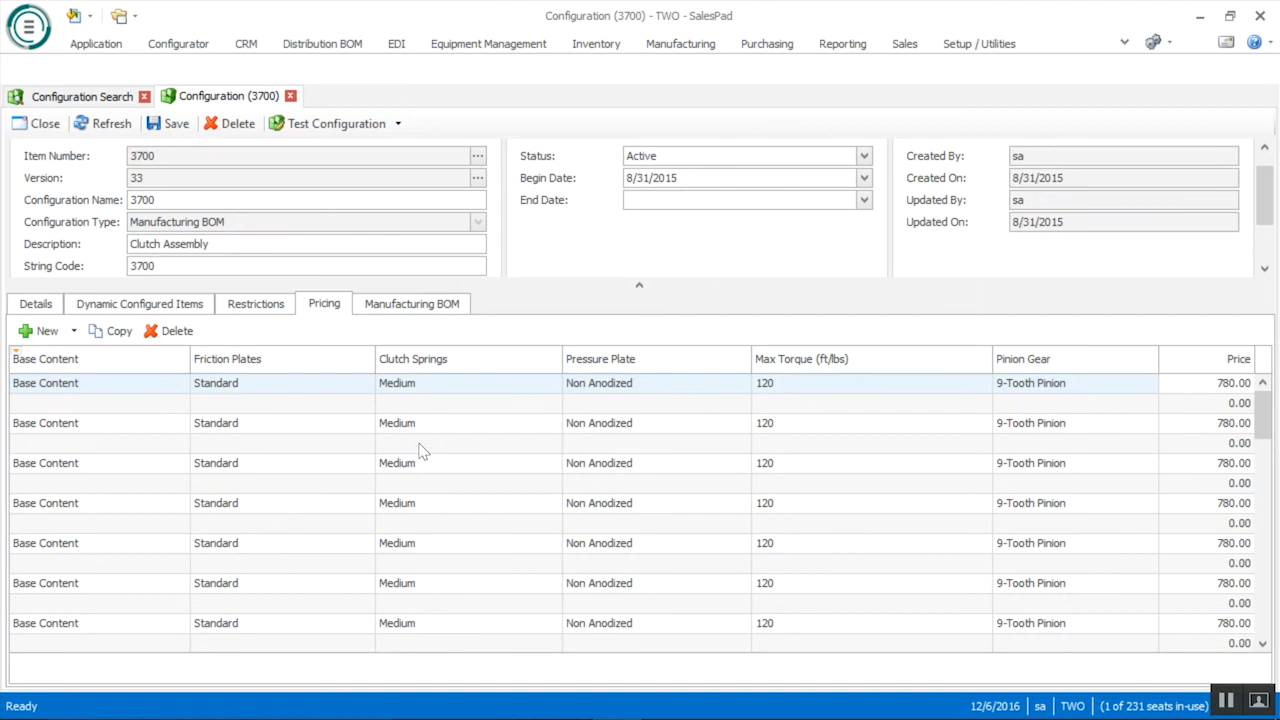 Configuration (3700) - TWO - SalesPad
Application Configurator CRM Distribution BOM EDI Equipment Management Inventory Manufacturing Purchasing Reporting Sales Setup / Utilities
Configuration Search Configuration (3700)
Close Refresh Save Delete Test Configuration
Item Number: 3700 Status: Active Created By: sa
Version: 33 Begin Date: 8/31/2015 Created On: 8/31/2015
Configuration Name: 3700 End Date: Updated By: sa
Configuration Type: Manufacturing BOM Updated On: 8/31/2015
Description: Clutch Assembly
String Code: 3700
Details Dynamic Configured Items Restrictions Pricing Manufacturing BOM
New Copy Delete
Base Content Friction Plates Clutch Springs Pressure Plate Max Torque (ft/lbs) Pinion Gear Price
Base Content Standard Medium Non Anodized 120 9-Tooth Pinion 780.00
0.00
Base Content Standard Medium Non Anodized 120 9-Tooth Pinion 780.00
0.00
Base Content Standard Medium Non Anodized 120 9-Tooth Pinion 780.00
0.00
Base Content Standard Medium Non Anodized 120 9-Tooth Pinion 780.00
0.00
Base Content Standard Medium Non Anodized 120 9-Tooth Pinion 780.00
0.00
Base Content Standard Medium Non Anodized 120 9-Tooth Pinion 780.00
0.00
Base Content Standard Medium Non Anodized 120 9-Tooth Pinion 780.00
0.00
Ready 12/6/2016 sa TWO (1 of 231 seats in-use)